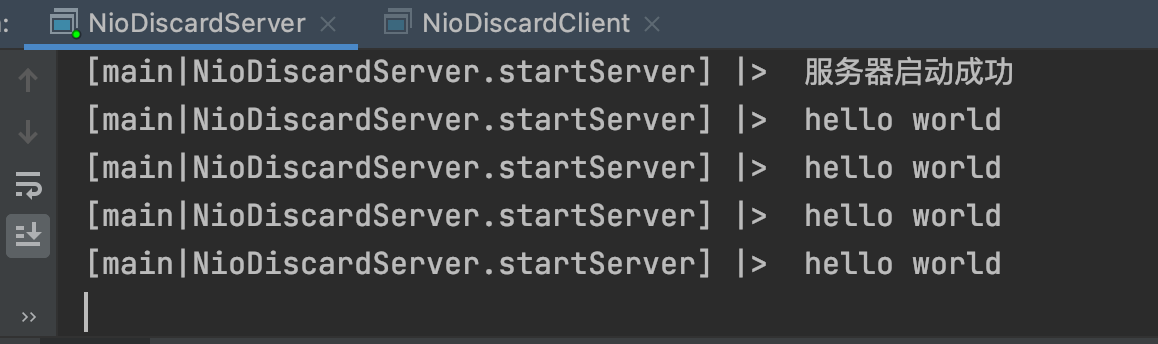 : NioDiscardServer × NioDiscardClient ×
[main|NioDiscardServer.startServer] |> 服务器启动成功
[main|NioDiscardServer.startServer] |> hello world
[main|NioDiscardServer.startServer] |> hello world
[main|NioDiscardServer.startServer] |> hello world
[main|NioDiscardServer.startServer] |> hello world